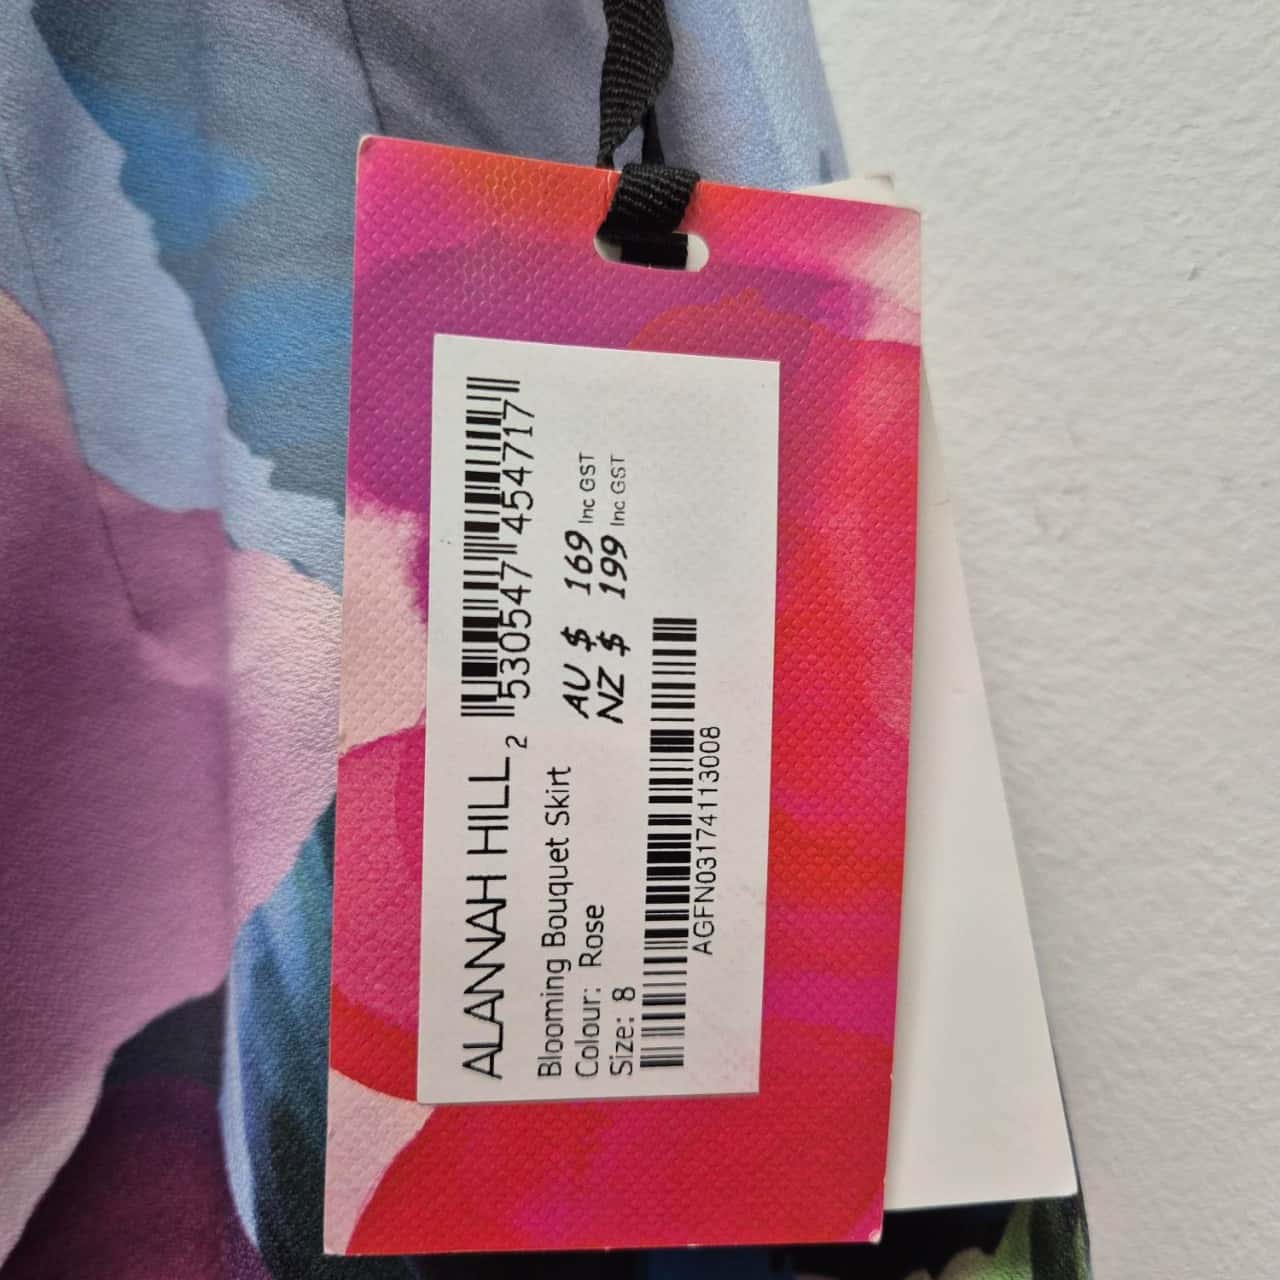 ALANNAH HILL
2 530547 454717
Blooming Bouquet Skirt
Colour: Rose
Size: 8
AU $ 169 Inc GST
NZ $ 199 Inc GST
AGFN03174113008